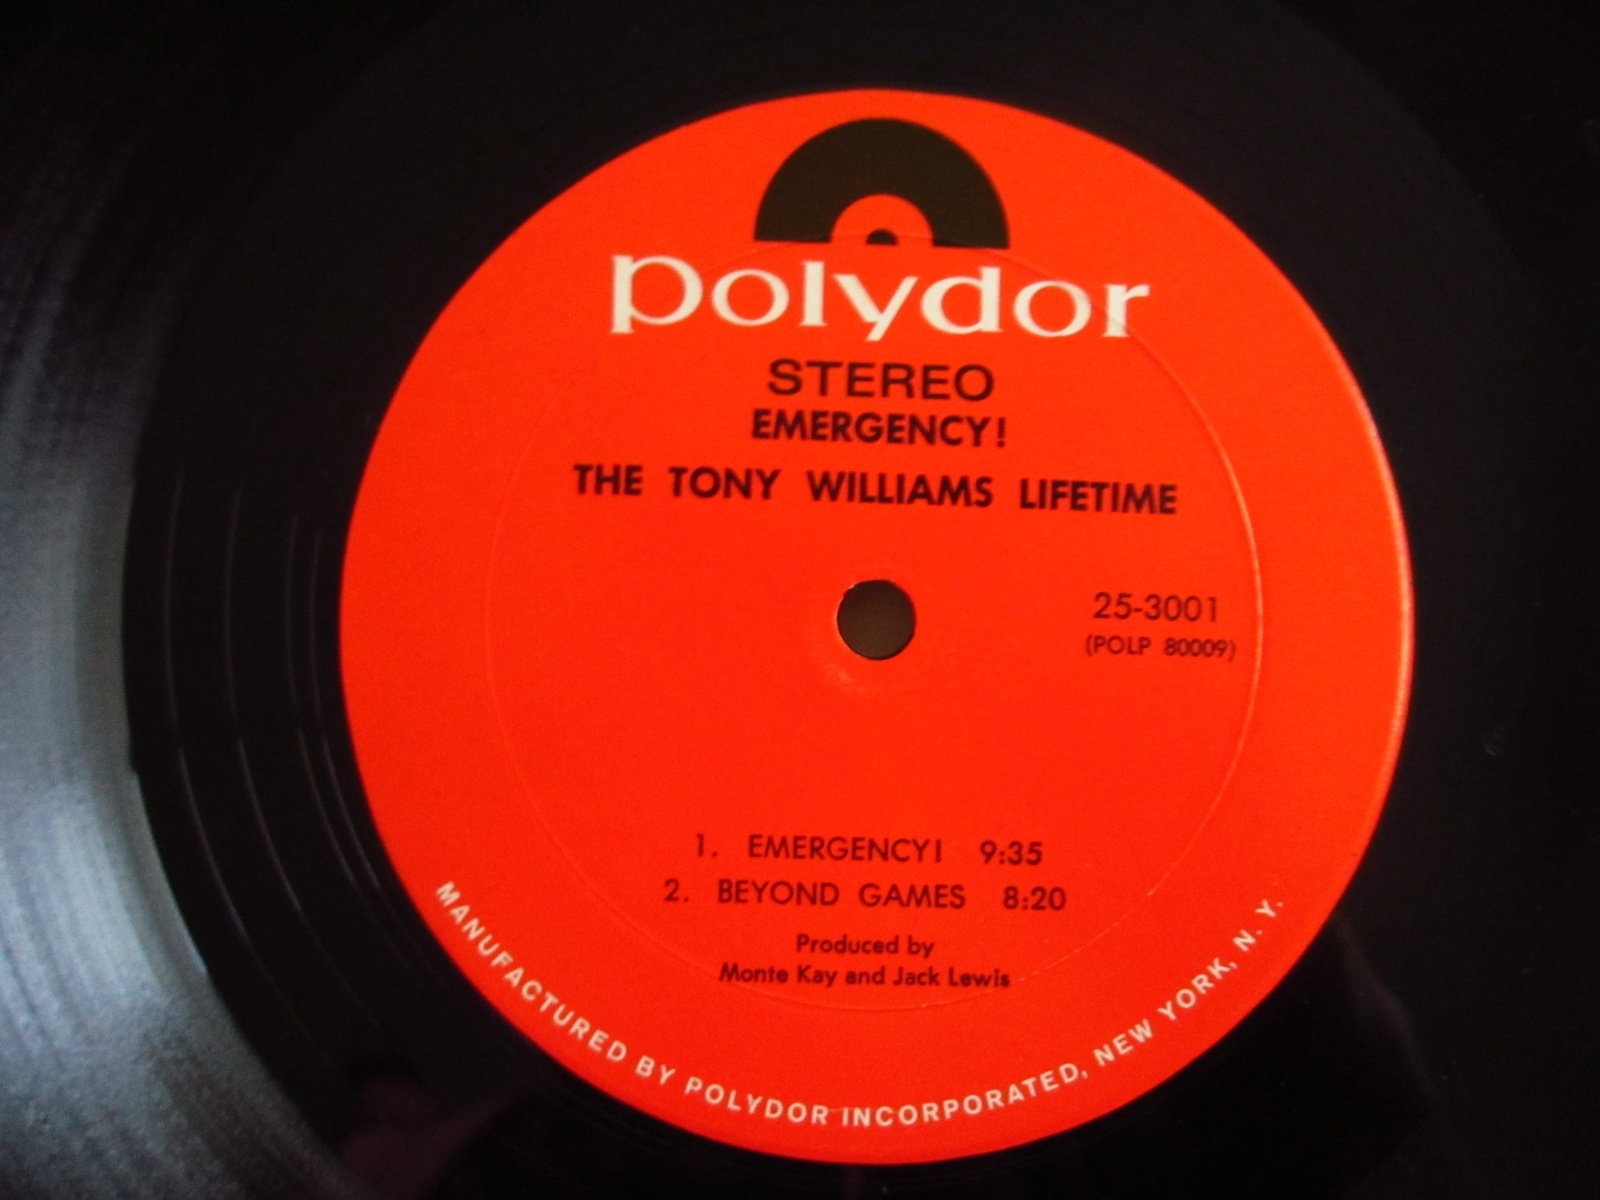 polydor
STEREO
EMERGENCY!
THE TONY WILLIAMS LIFETIME
25-3001
(POLP 80009)
1. EMERGENCY! 9:35
2. BEYOND GAMES 8:20
Produced by
Monte Kay and Jack Lewis
MANUFACTURED BY POLYDOR INCORPORATED, NEW YORK, N. Y.